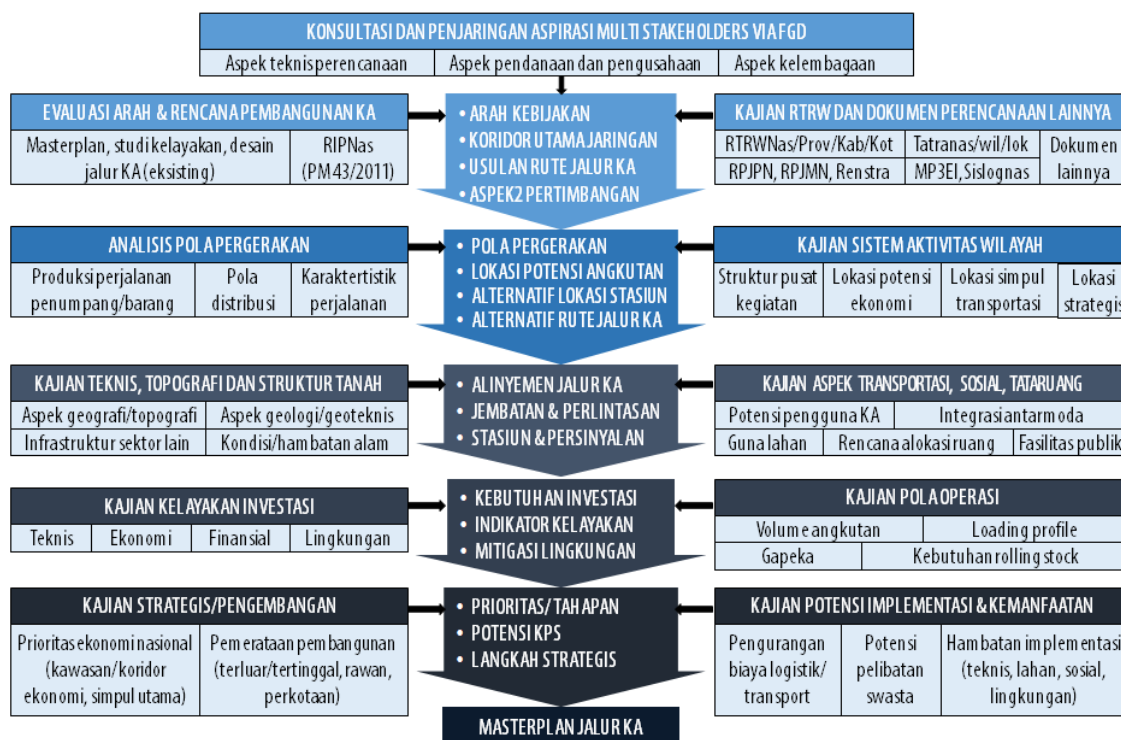 KONSULTASI DAN PENJARINGAN ASPIRASI MULTI STAKEHOLDERS VIA FGD
Aspek teknis perencanaan
Aspek pendanaan dan pengusahaan
Aspek kelembagaan
EVALUASI ARAH & RENCANA PEMBANGUNAN KA
Masterplan, studi kelayakan, desain
jalur KA (eksisting)
RIPNas
(PM43/2011)
• ARAH KEBIJAKAN
• KORIDOR UTAMA JARINGAN
• USULAN RUTE JALUR KA
• ASPEK2 PERTIMBANGAN
KAJIAN RTRW DAN DOKUMEN PERENCANAAN LAINNYA
RTRWNas/Prov/Kab/Kot
Tatranas/wil/lok
Dokumen
lainnya
RPJPN, RPJMN, Renstra
MP3EI, Sislognas
ANALISIS POLA PERGERAKAN
Produksi perjalanan
penumpang/barang
Pola
distribusi
Karaktertistik
perjalanan
• POLA PERGERAKAN
• LOKASI POTENSI ANGKUTAN
• ALTERNATIF LOKASI STASIUN
• ALTERNATIF RUTE JALUR KA
KAJIAN SISTEM AKTIVITAS WILAYAH
Struktur pusat
kegiatan
Lokasi potensi
ekonomi
Lokasi simpul
transportasi
Lokasi
strategis
KAJIAN TEKNIS, TOPOGRAFI DAN STRUKTUR TANAH
Aspek geografi/topografi
Aspek geologi/geoteknis
Infrastruktur sektor lain
Kondisi/hambatan alam
• ALINYEMEN JALUR KA
• JEMBATAN & PERLINTASAN
• STASIUN & PERSINYALAN
KAJIAN ASPEK TRANSPORTASI, SOSIAL, TATARUANG
Potensi pengguna KA
Integrasi antarmoda
Guna lahan
Rencana alokasi ruang
Fasilitas publik
KAJIAN KELAYAKAN INVESTASI
Teknis
Ekonomi
Finansial
Lingkungan
• KEBUTUHAN INVESTASI
• INDIKATOR KELAYAKAN
• MITIGASI LINGKUNGAN
KAJIAN POLA OPERASI
Volume angkutan
Loading profile
Gapeka
Kebutuhan rolling stock
KAJIAN STRATEGIS/PENGEMBANGAN
Prioritas ekonomi nasional
(kawasan/koridor
ekonomi, simpul utama)
Pemerataan pembangunan
(terluar/tertinggal, rawan,
perkotaan)
• PRIORITAS/ TAHAPAN
• POTENSI KPS
• LANGKAH STRATEGIS
KAJIAN POTENSI IMPLEMENTASI & KEMANFAATAN
Pengurangan
biaya logistik/
transport
Potensi
pelibatan
swasta
Hambatan implementasi
(teknis, lahan, sosial,
lingkungan)
MASTERPLAN JALUR KA